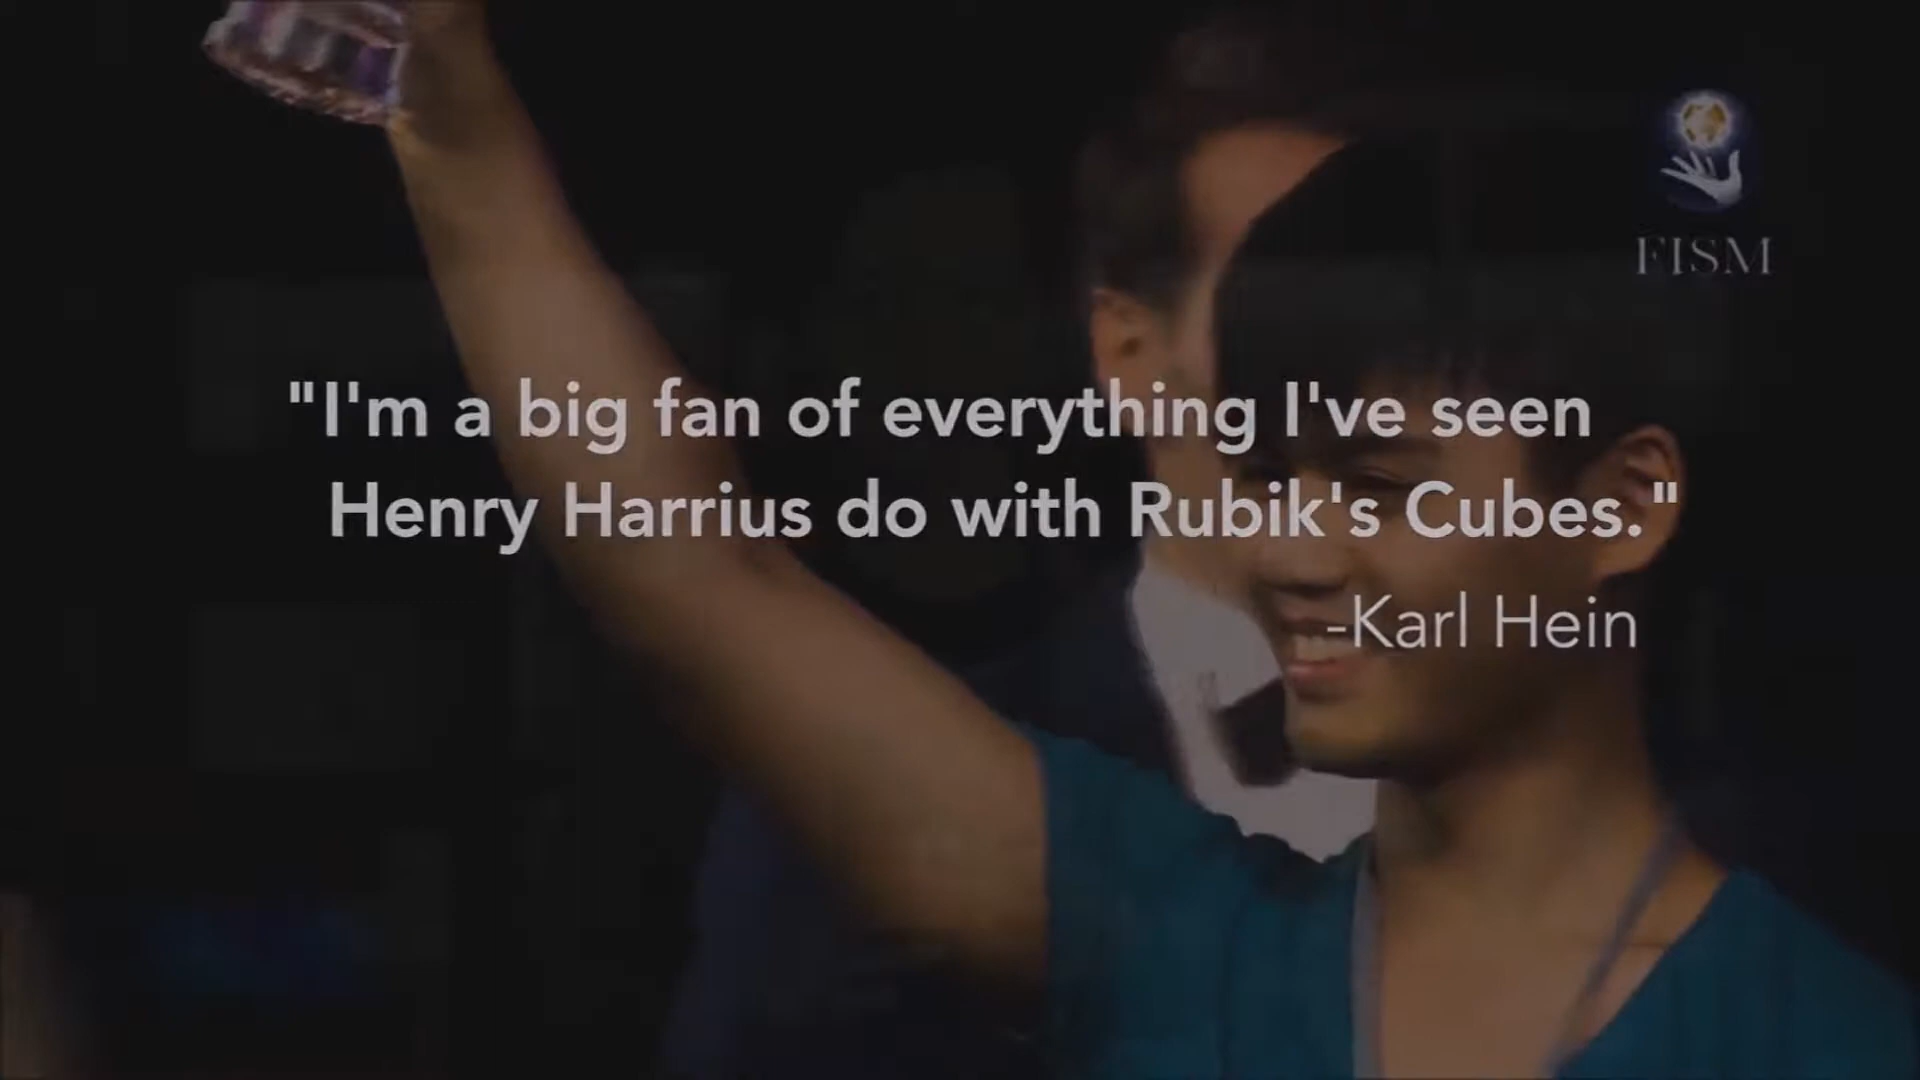 FISM
"I'm a big fan of everything I've seen
Henry Harrius do with Rubik's Cubes."
-Karl Hein